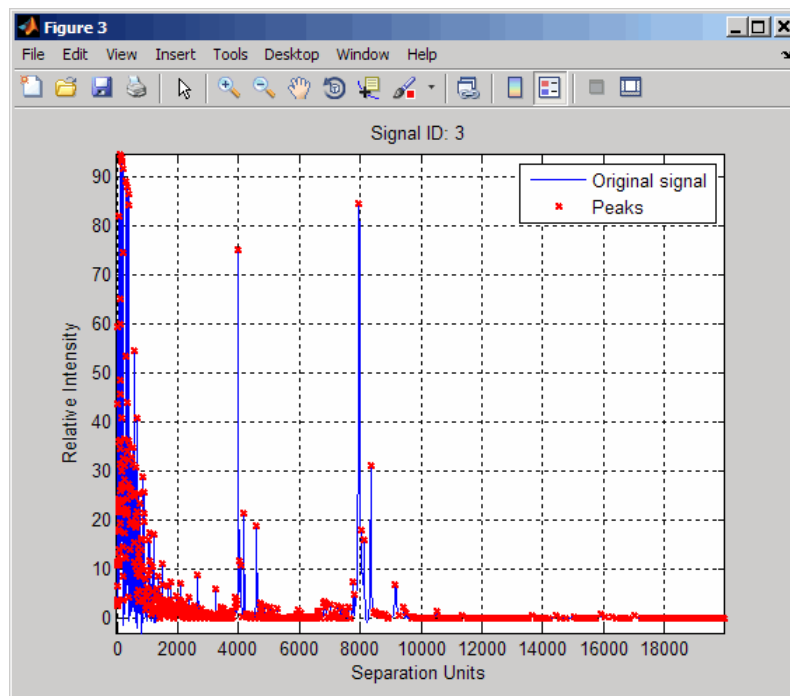 Figure 3
File Edit View Insert Tools Desktop Window Help
Signal ID: 3
Original signal
Peaks
90
80
70
60
50
40
30
20
10
0
Relative Intensity
0 2000 4000 6000 8000 10000 12000 14000 16000 18000
Separation Units